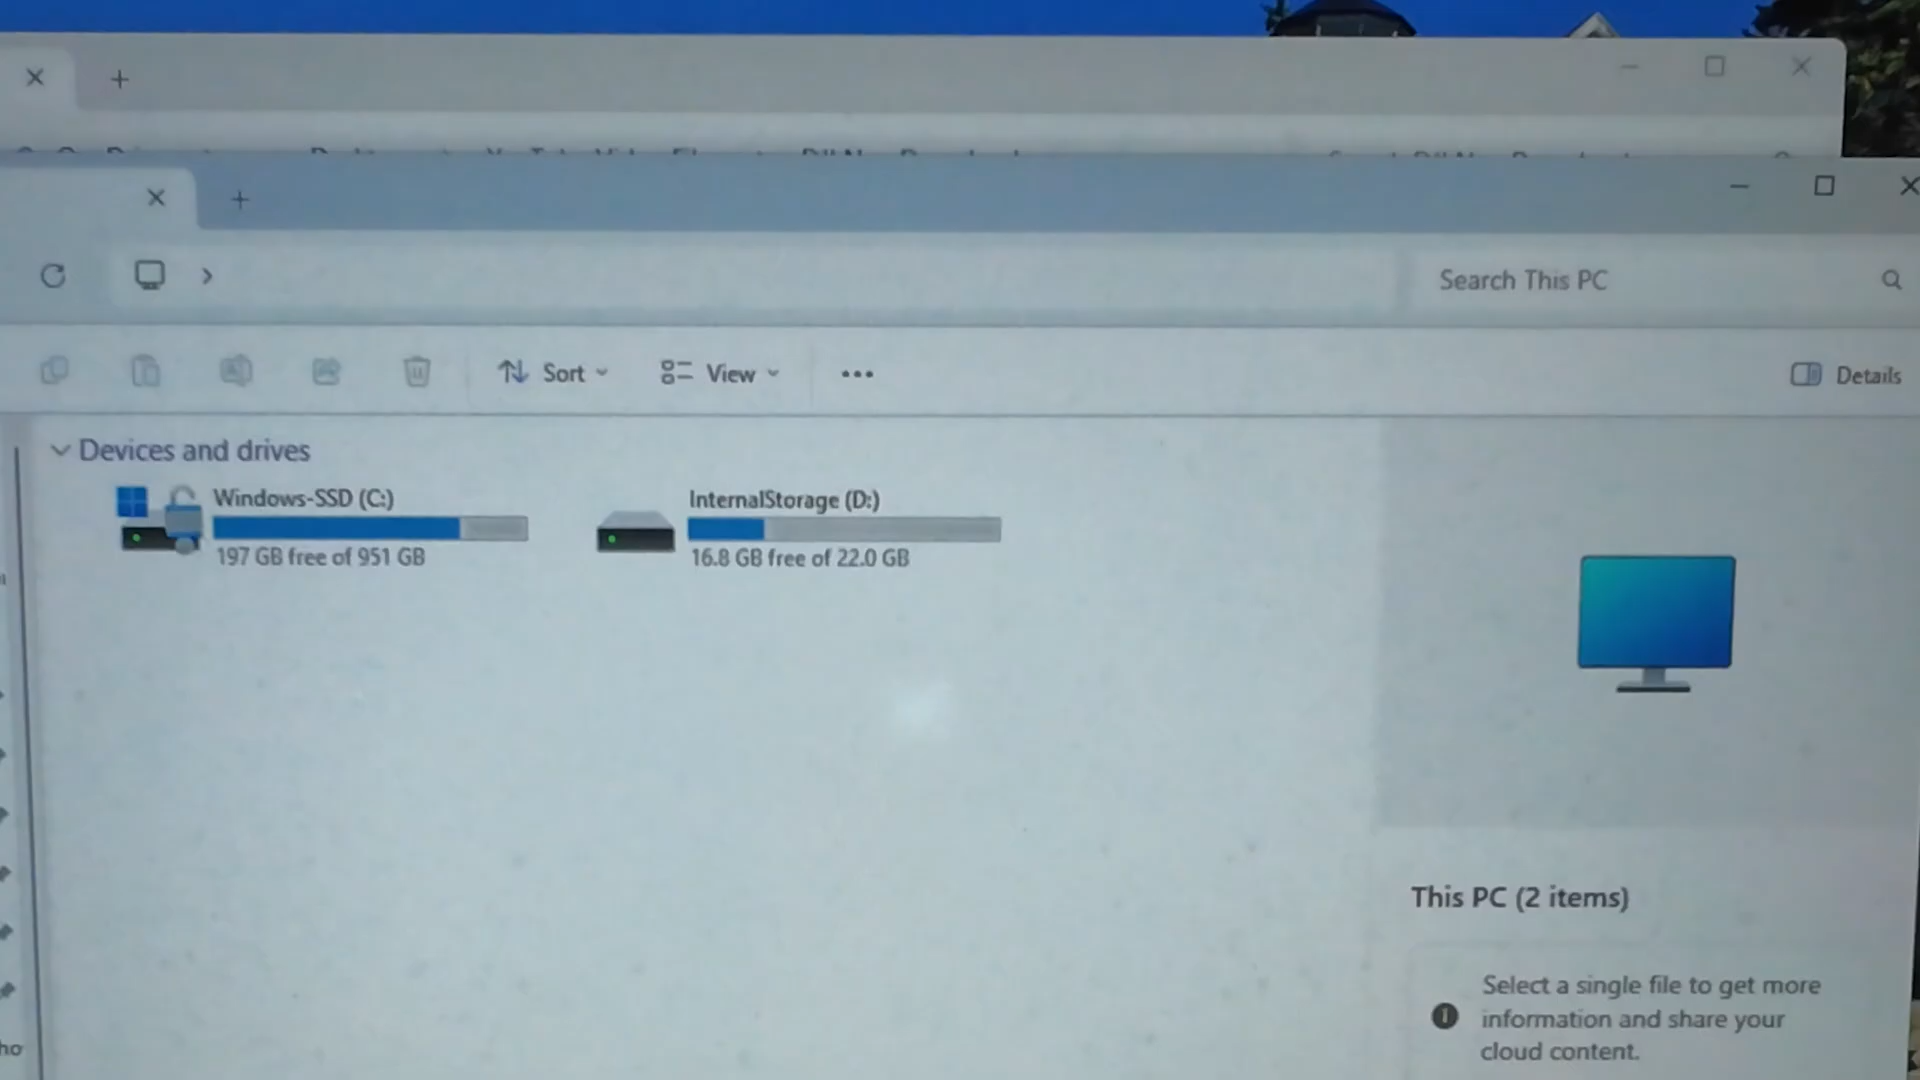 Search This PC
Sort
View
Details
Devices and drives
Windows-SSD (C:)
197 GB free of 951 GB
InternalStorage (D:)
16.8 GB free of 22.0 GB
This PC (2 items)
Select a single file to get more
information and share your
cloud content.